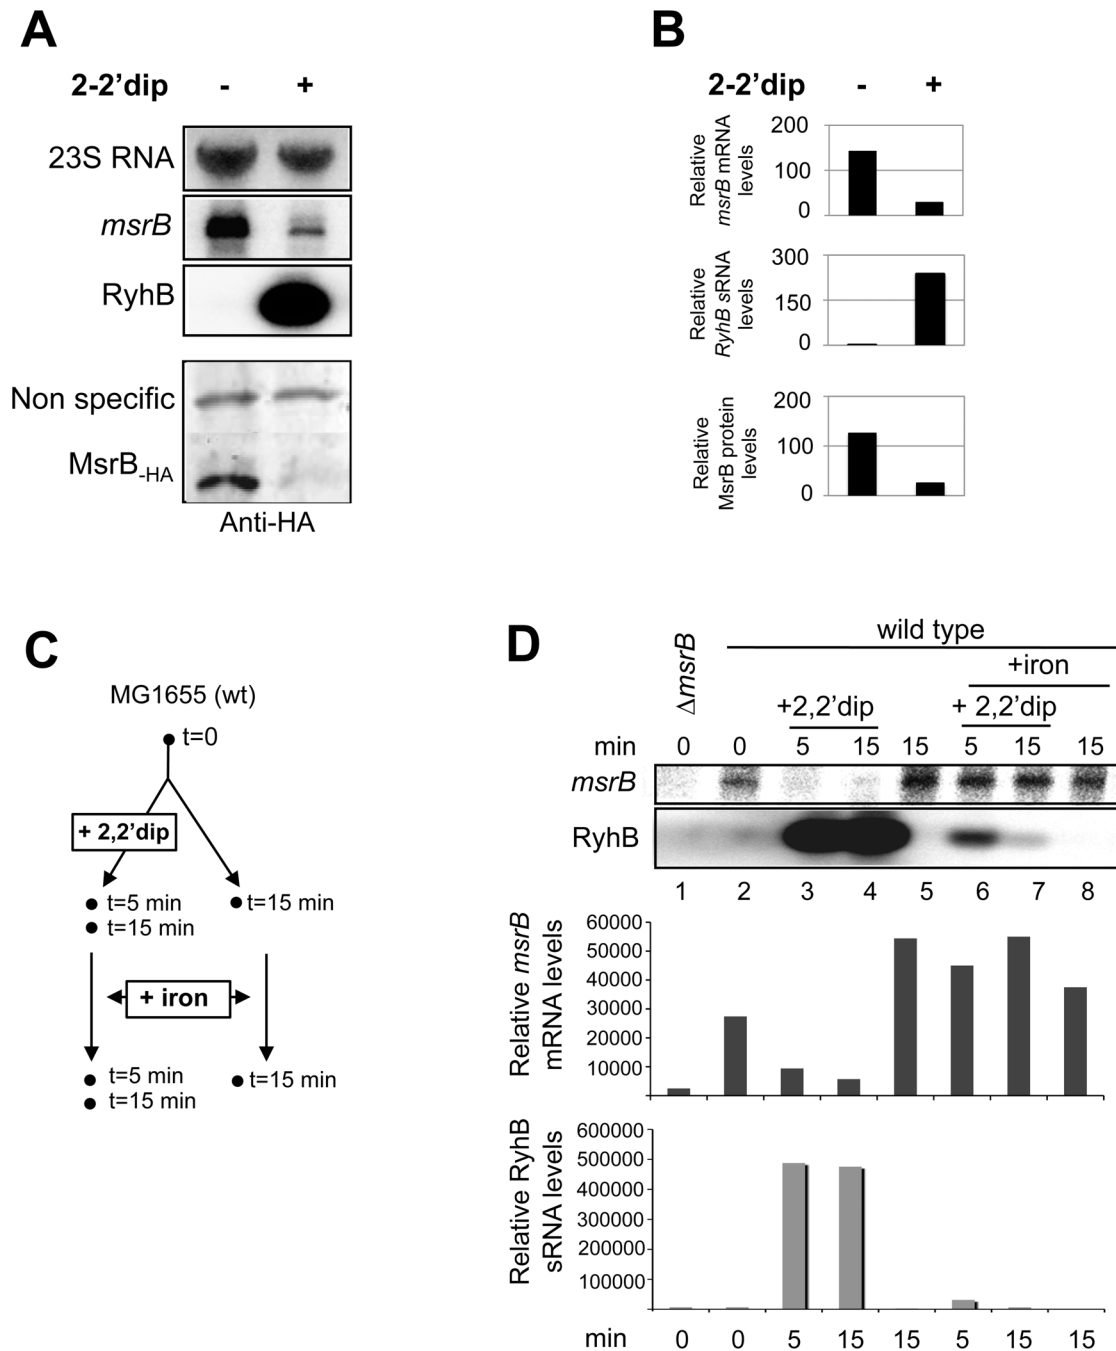 A
2-2'dip - +
23S RNA
msrB
RyhB
Non specific
MsrB-HA
Anti-HA
B
2-2'dip - +
Relative
msrB mRNA
levels
200
100
0
Relative
RyhB sRNA
levels
300
150
0
Relative
MsrB protein
levels
200
100
0
C
MG1655 (wt)
t=0
+ 2,2'dip
t=5 min
t=15 min
t=15 min
+ iron
t=5 min
t=15 min
t=15 min
D
ΔmsrB
wild type
+iron
+2,2'dip + 2,2'dip
min 0 0 5 15 15 5 15 15
msrB
RyhB
1 2 3 4 5 6 7 8
Relative msrB
mRNA levels
60000
50000
40000
30000
20000
10000
Relative RyhB
sRNA levels
600000
500000
400000
300000
200000
100000
min 0 0 5 15 15 5 15 15